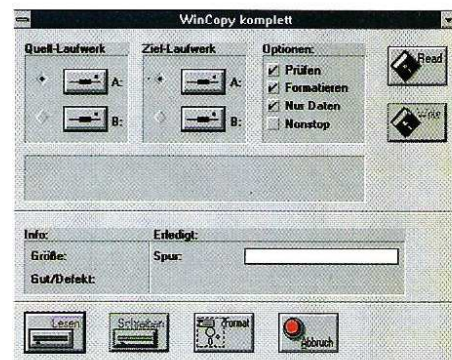 WinCopy komplett
Quell-Laufwerk
A:
B:
Ziel-Laufwerk
A:
B:
Optionen:
Prüfen
Formatieren
Nur Daten
Nonstop
Read
Write
Info:
Größe:
Gut/Defekt:
Erledigt:
Spur:
Lesen
Schreiben
Format
Abbruch